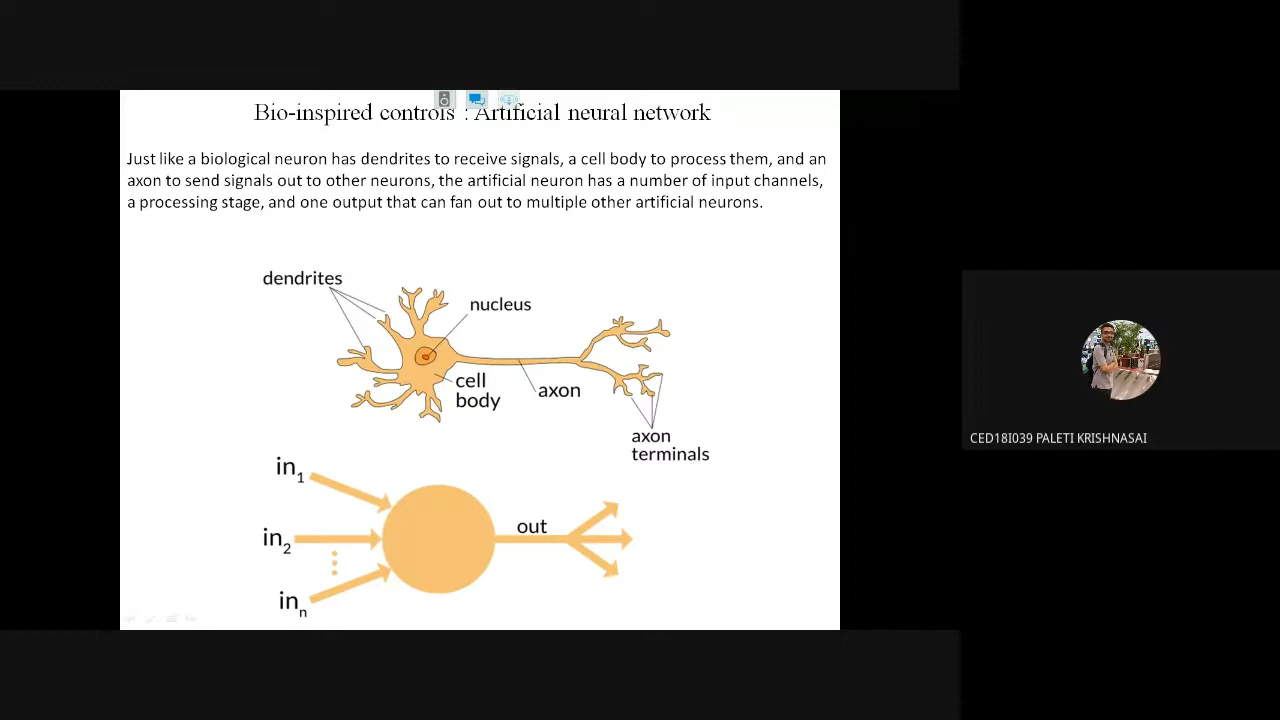 Bio-inspired controls : Artificial neural network
Just like a biological neuron has dendrites to receive signals, a cell body to process them, and an
axon to send signals out to other neurons, the artificial neuron has a number of input channels,
a processing stage, and one output that can fan out to multiple other artificial neurons.
dendrites
nucleus
cell
body
axon
axon
terminals
in1
in2
inn
out
CED18I039 PALETI KRISHNASAI